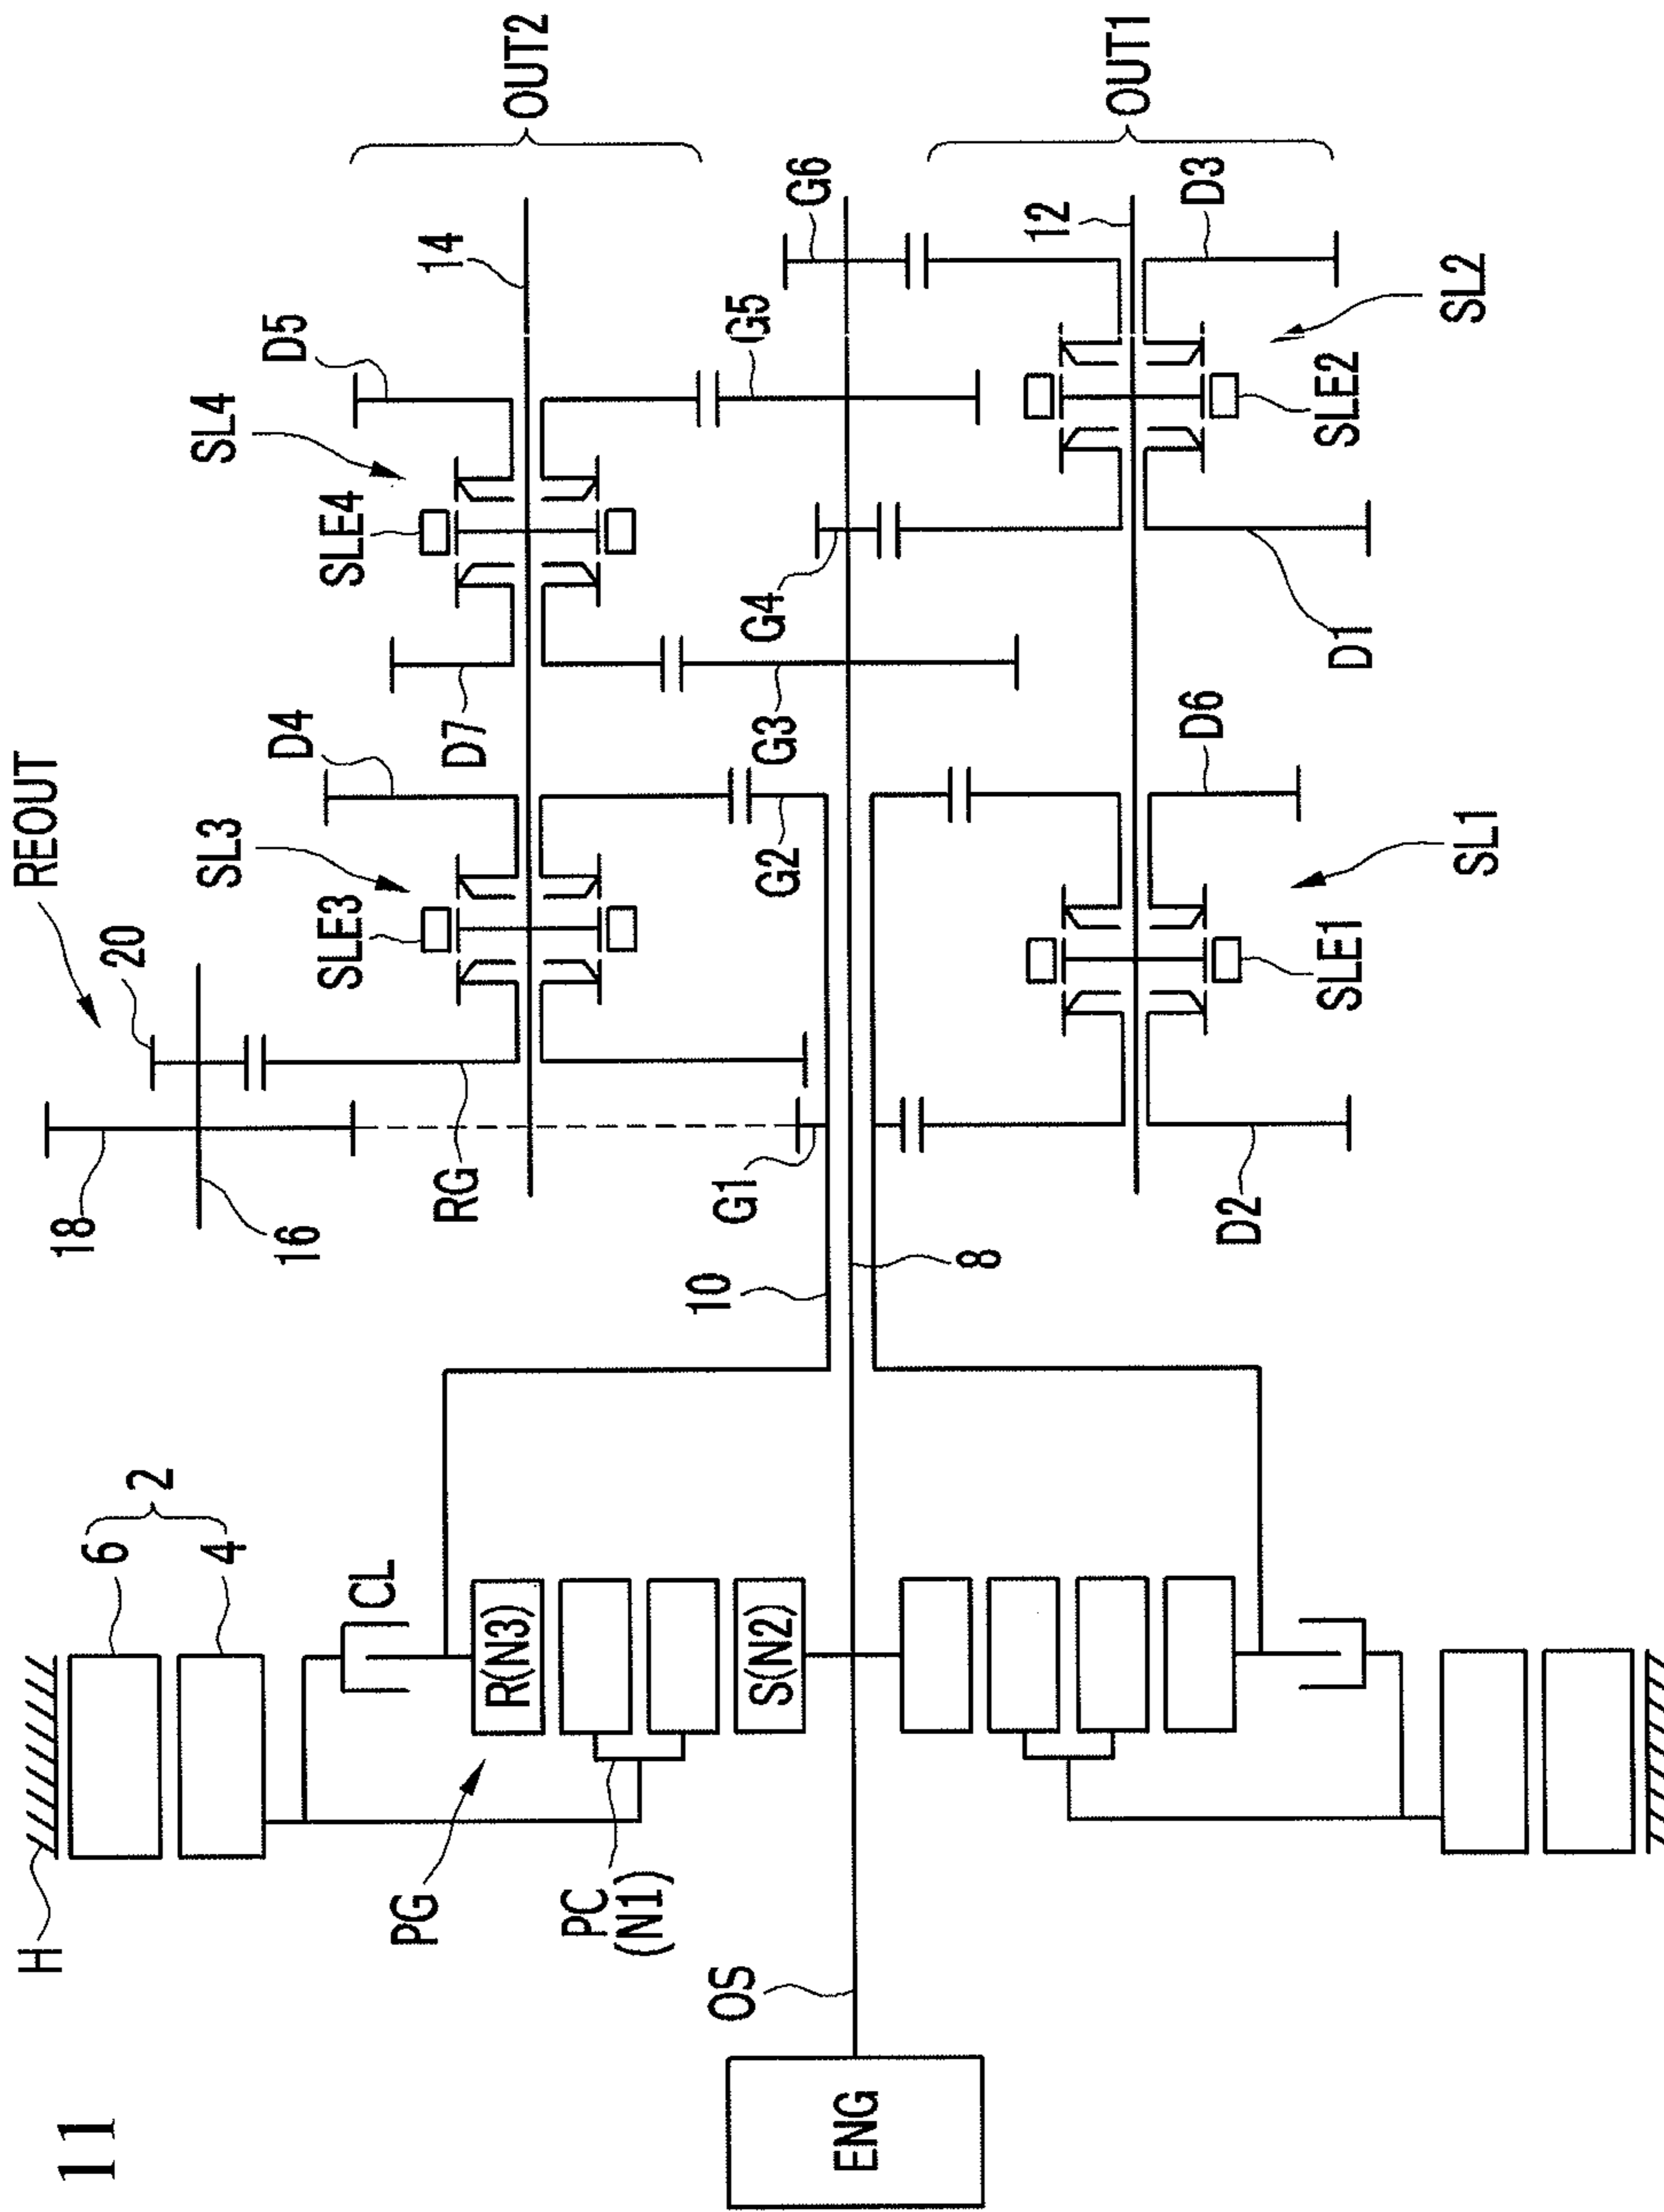 11
REOUT
OUT2
OUT1
SL3
SL4
SLE3
SLE4
D4
D5
D7
14
20
18
16
RG
G1
G2
G3
G4
G5
G6
10
8
12
D3
SL2
SLE2
D1
D6
SL1
SLE1
D2
2
6
4
CL
R(N3)
S(N2)
PG
PC
(N1)
H
OS
ENG